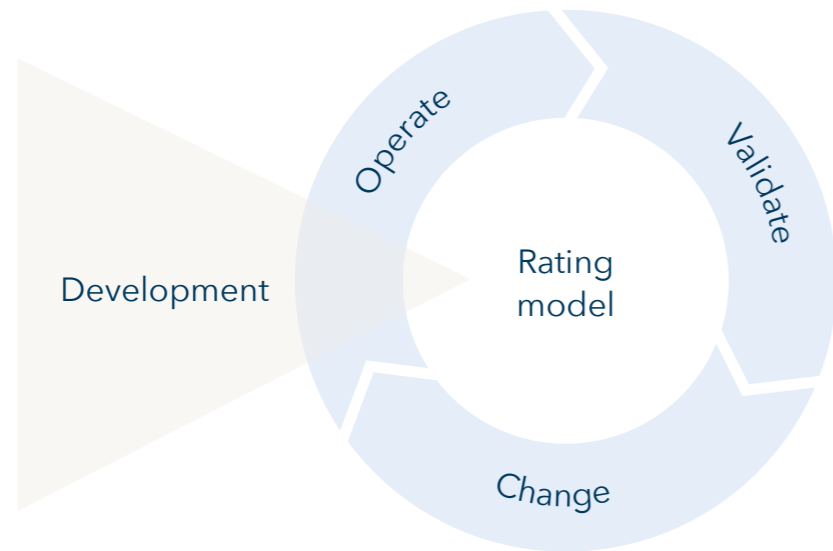 Operate
Validate
Development
Rating
model
Change